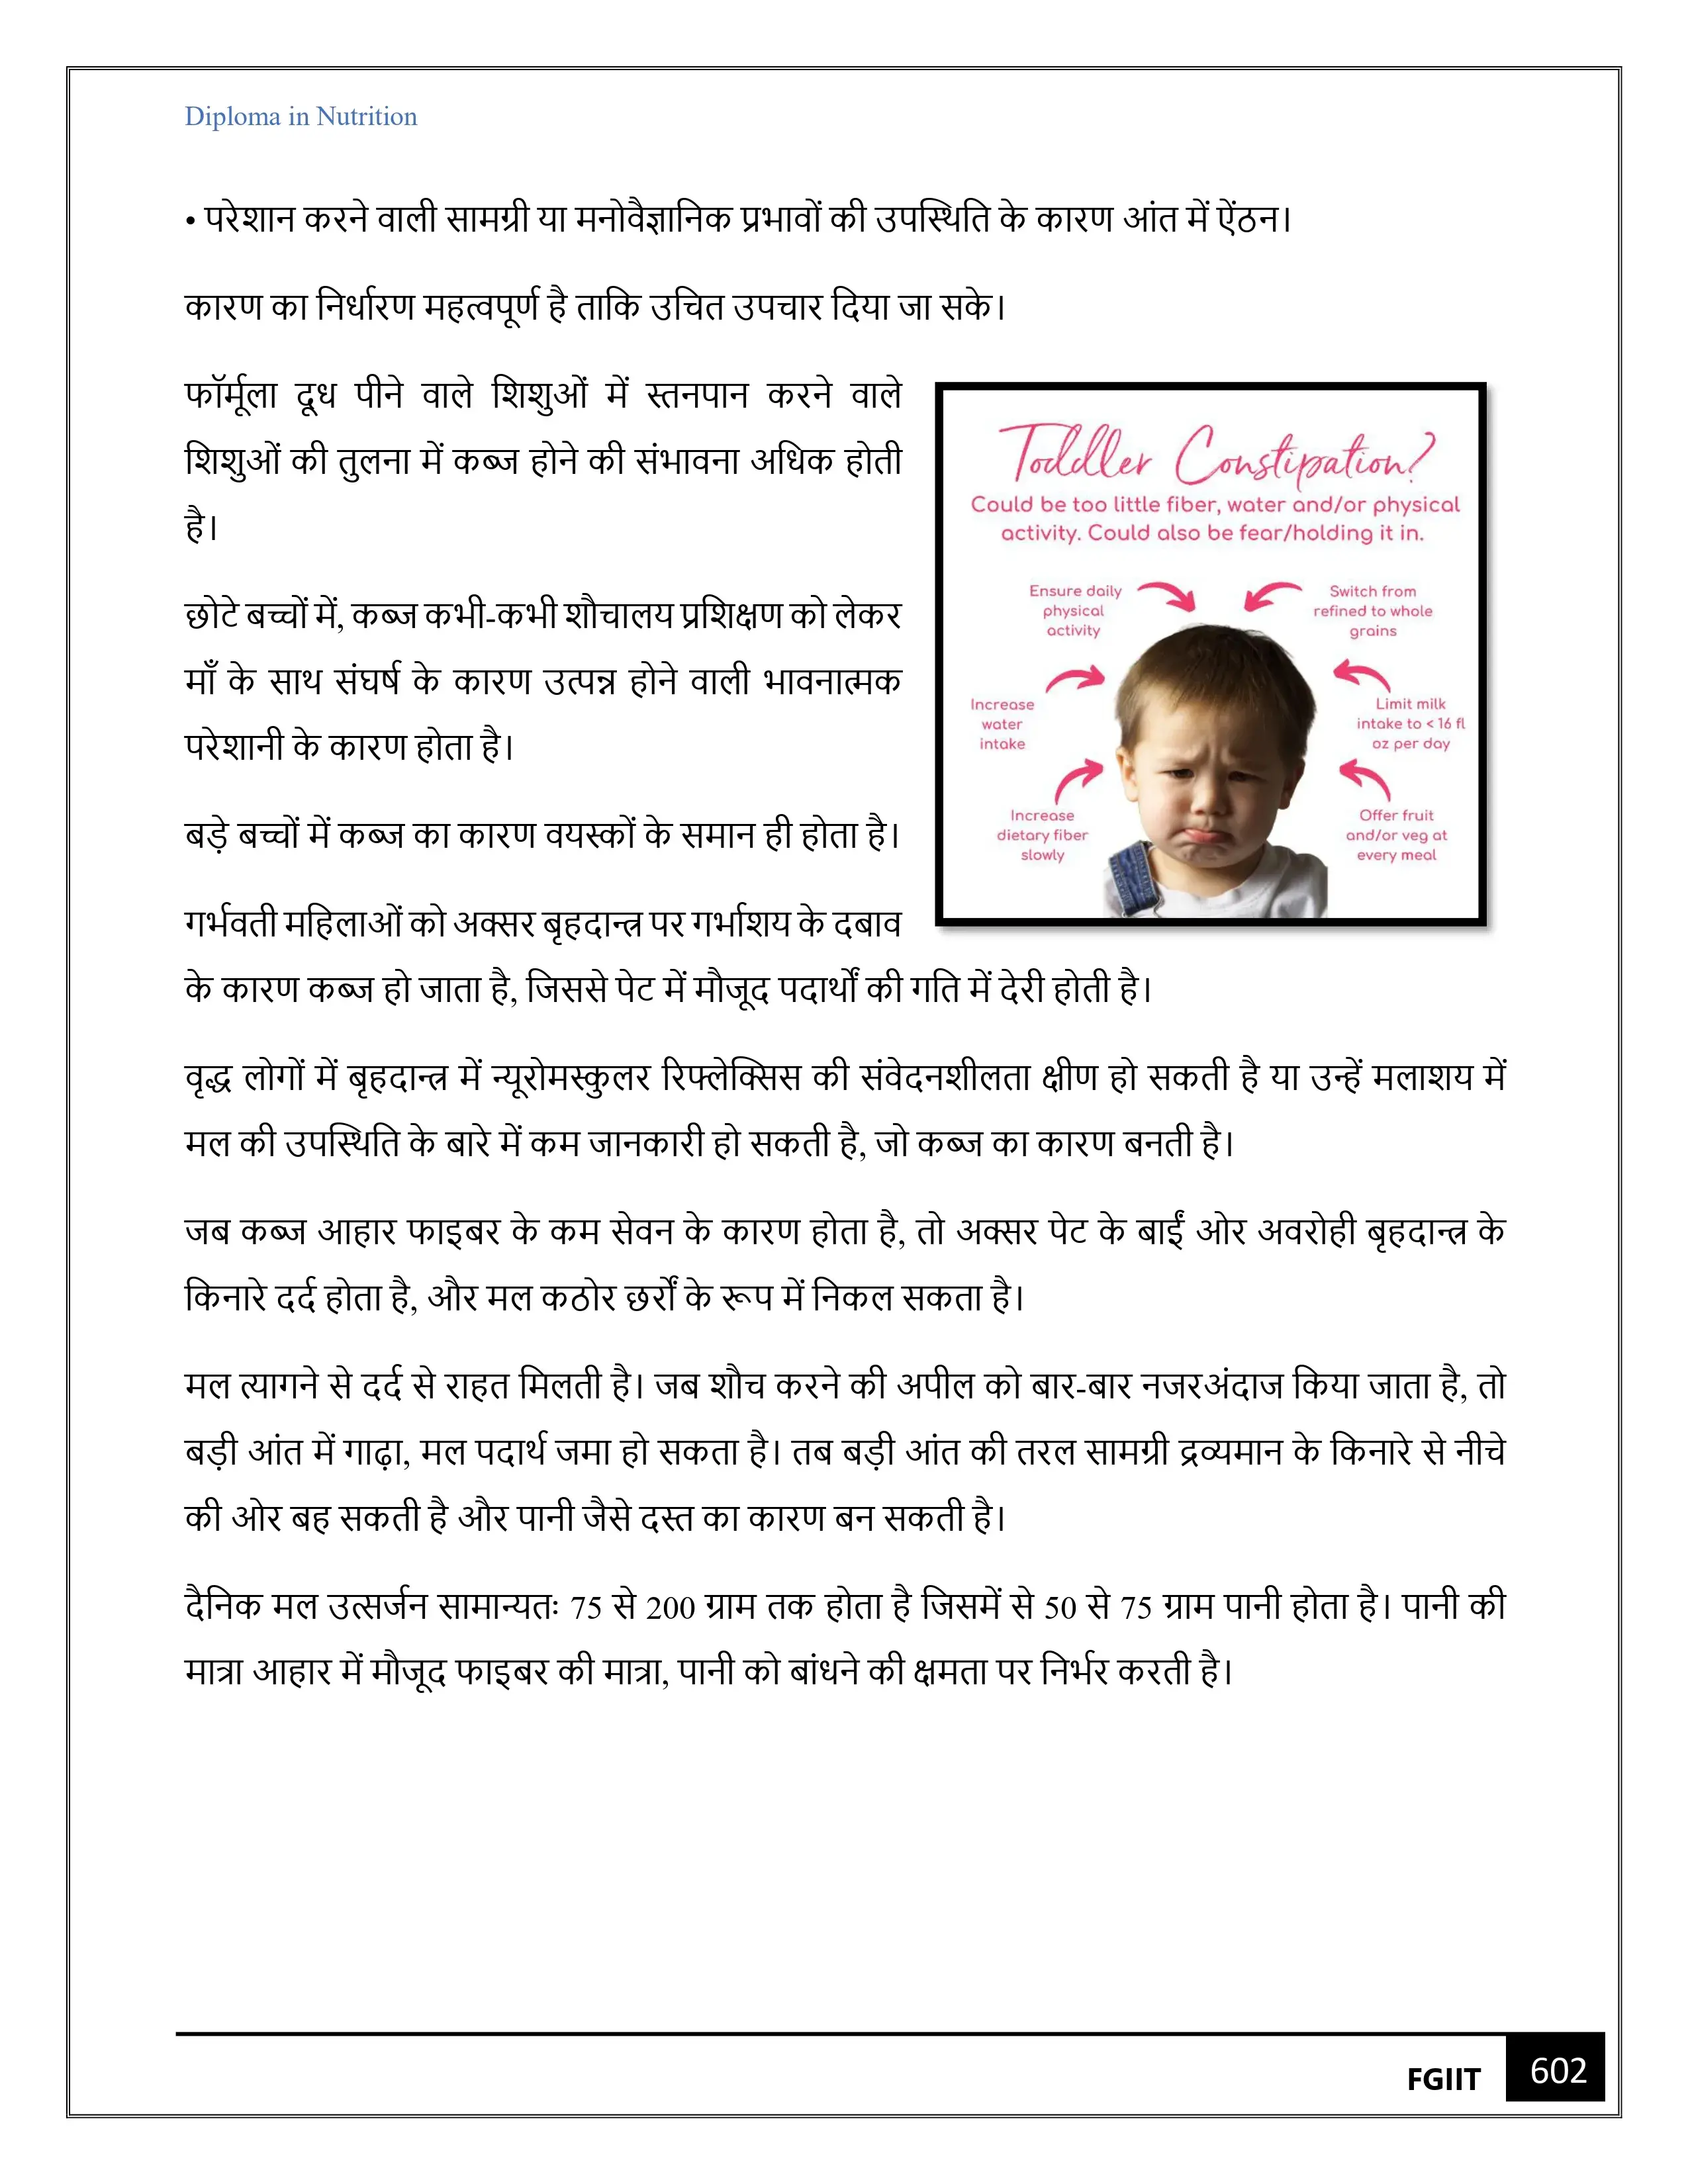 Diploma in Nutrition
• परेशान करने वाली सामग्री या मनोवैज्ञानिक प्रभावों की उपस्थिति के कारण आंत में ऐंठन।
कारण का निर्धारण महत्वपूर्ण है ताकि उचित उपचार दिया जा सके।
फॉर्मूला दूध पीने वाले शिशुओं में स्तनपान करने वाले
शिशुओं की तुलना में कब्ज होने की संभावना अधिक होती
है।
छोटे बच्चों में, कब्ज कभी-कभी शौचालय प्रशिक्षण को लेकर
माँ के साथ संघर्ष के कारण उत्पन्न होने वाली भावनात्मक
परेशानी के कारण होता है।
बड़े बच्चों में कब्ज का कारण वयस्कों के समान ही होता है।
गर्भवती महिलाओं को अक्सर बृहदान्त्र पर गर्भाशय के दबाव
के कारण कब्ज हो जाता है, जिससे पेट में मौजूद पदार्थों की गति में देरी होती है।
Toddler Constipation?
Could be too little fiber, water and/or physical
activity. Could also be fear/holding it in.
Ensure daily
physical
activity
Switch from
refined to whole
grains
Increase
water
intake
Limit milk
intake to < 16 fl
oz per day
Increase
dietary fiber
slowly
Offer fruit
and/or veg at
every meal
वृद्ध लोगों में बृहदान्त्र में न्यूरोमस्कुलर रिफ्लेक्सिस की संवेदनशीलता क्षीण हो सकती है या उन्हें मलाशय में
मल की उपस्थिति के बारे में कम जानकारी हो सकती है, जो कब्ज का कारण बनती है।
जब कब्ज आहार फाइबर के कम सेवन के कारण होता है, तो अक्सर पेट के बाईं ओर अवरोही बृहदान्त्र के
किनारे दर्द होता है, और मल कठोर छर्रों के रूप में निकल सकता है।
मल त्यागने से दर्द से राहत मिलती है। जब शौच करने की अपील को बार-बार नजरअंदाज किया जाता है, तो
बड़ी आंत में गाढ़ा, मल पदार्थ जमा हो सकता है। तब बड़ी आंत की तरल सामग्री द्रव्यमान के किनारे से नीचे
की ओर बह सकती है और पानी जैसे दस्त का कारण बन सकती है।
दैनिक मल उत्सर्जन सामान्यतः 75 से 200 ग्राम तक होता है जिसमें से 50 से 75 ग्राम पानी होता है। पानी की
मात्रा आहार में मौजूद फाइबर की मात्रा, पानी को बांधने की क्षमता पर निर्भर करती है।
FGIIT 602